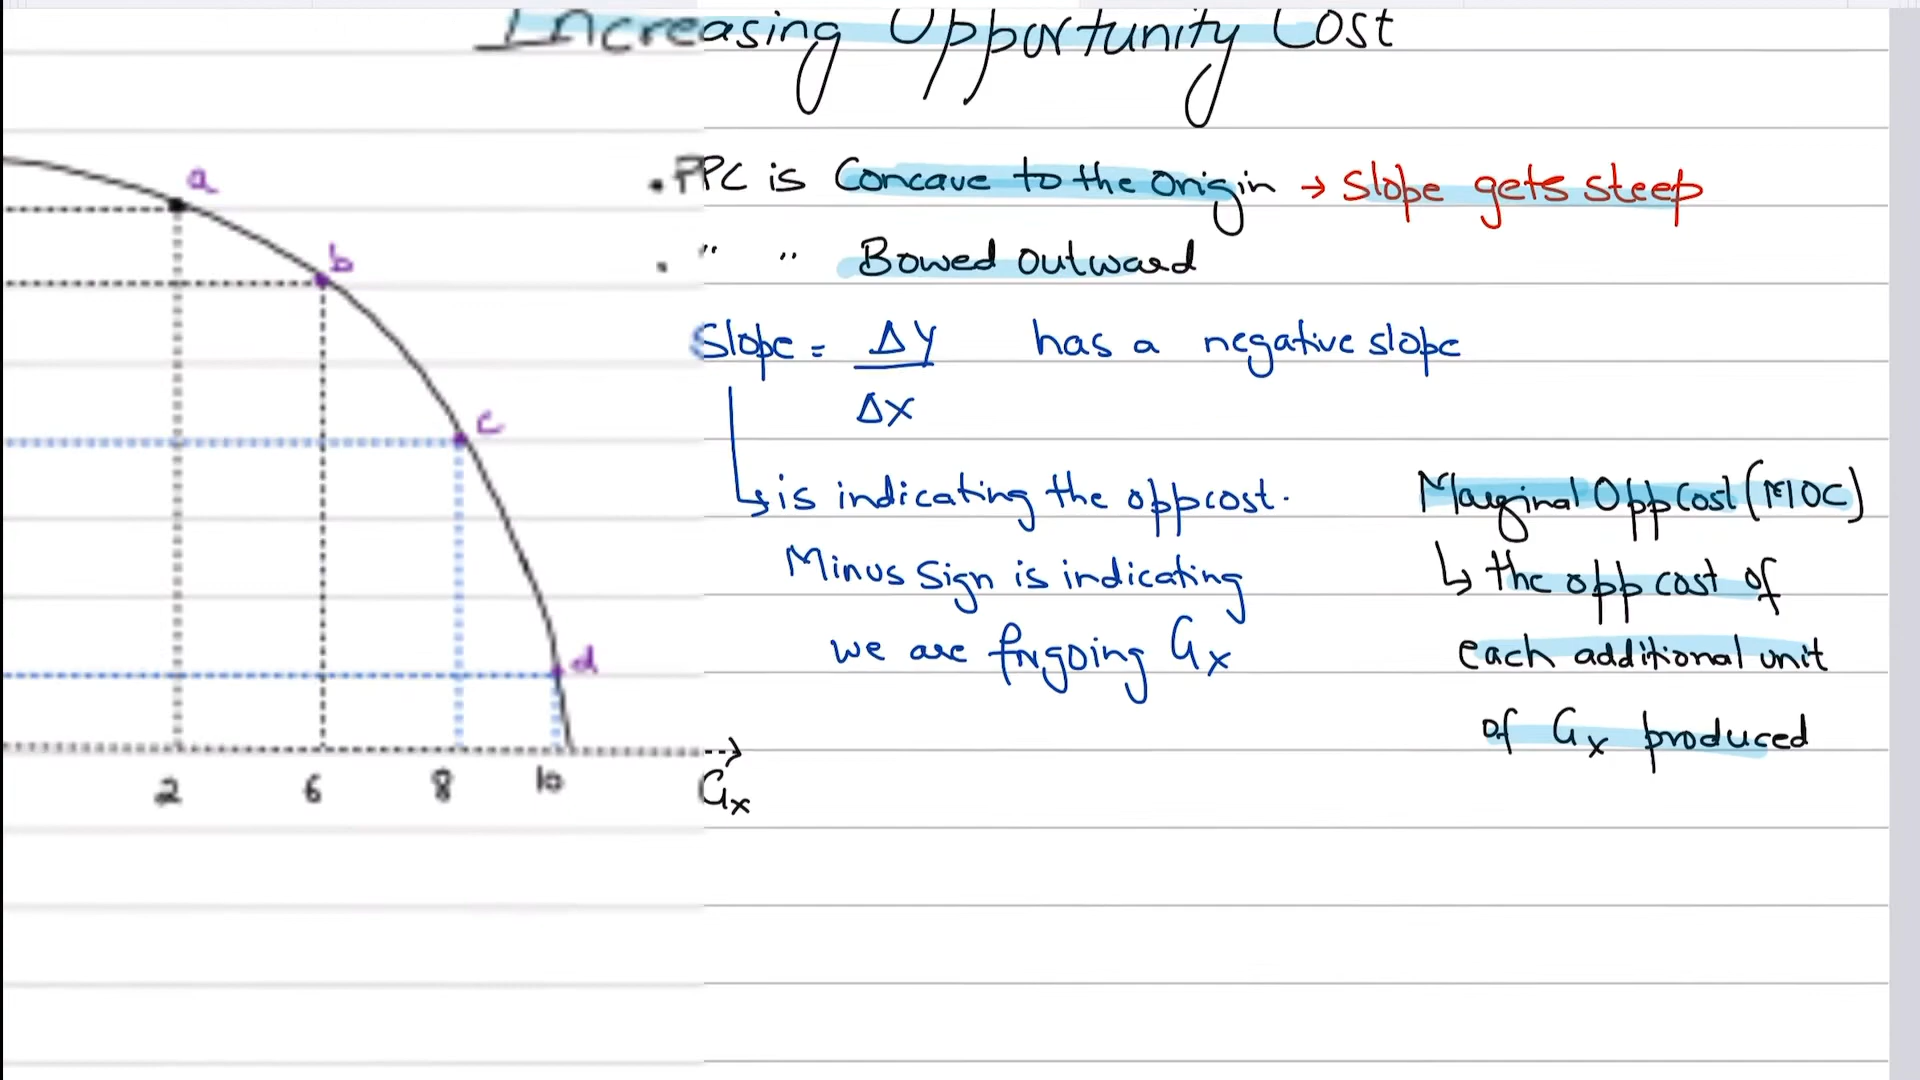 Increasing Opportunity Cost
• PPC is Concave to the Origin → Slope gets steep
• " " Bowed Outward
Slope = ΔY / ΔX has a negative slope
↳ is indicating the opp cost.
Minus Sign is indicating
we are forgoing Gx
Marginal Opp Cost (MOC)
↳ the opp cost of
each additional unit
of Gx produced
a
b
c
d
2 6 8 10 Gx